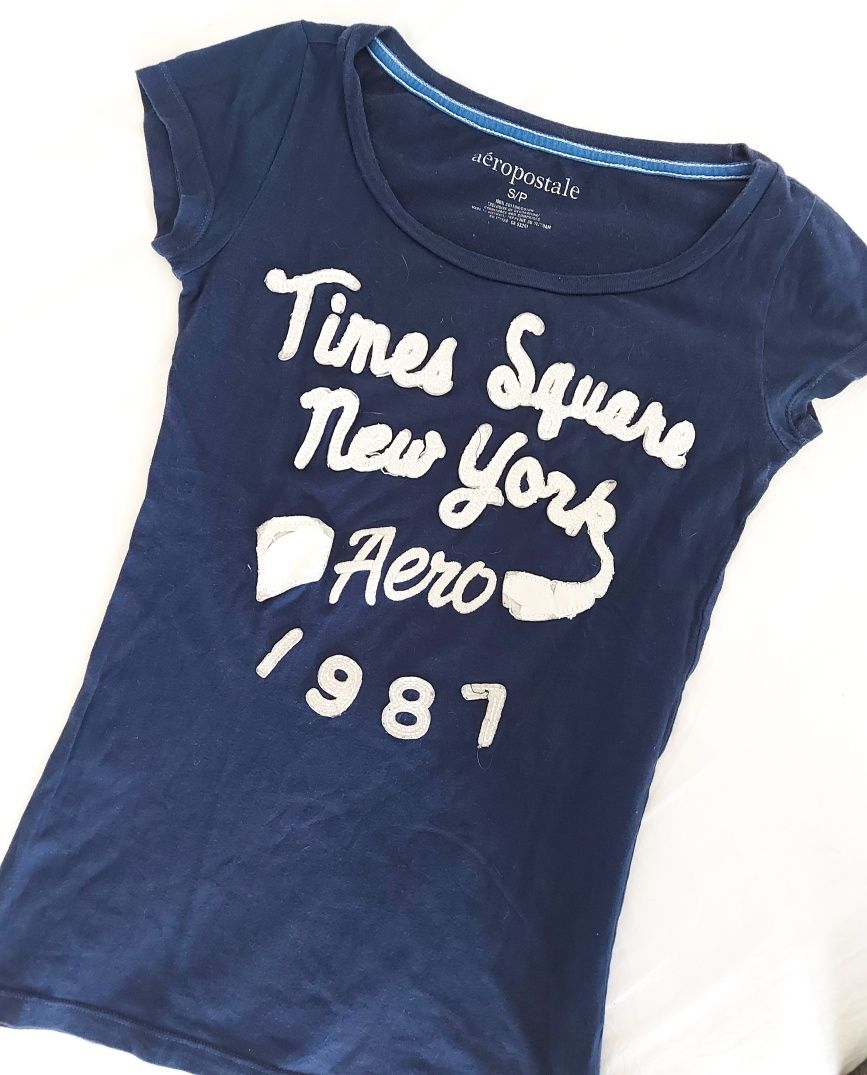 aéropostale
S/P
Times Square
New York
Aero
1987